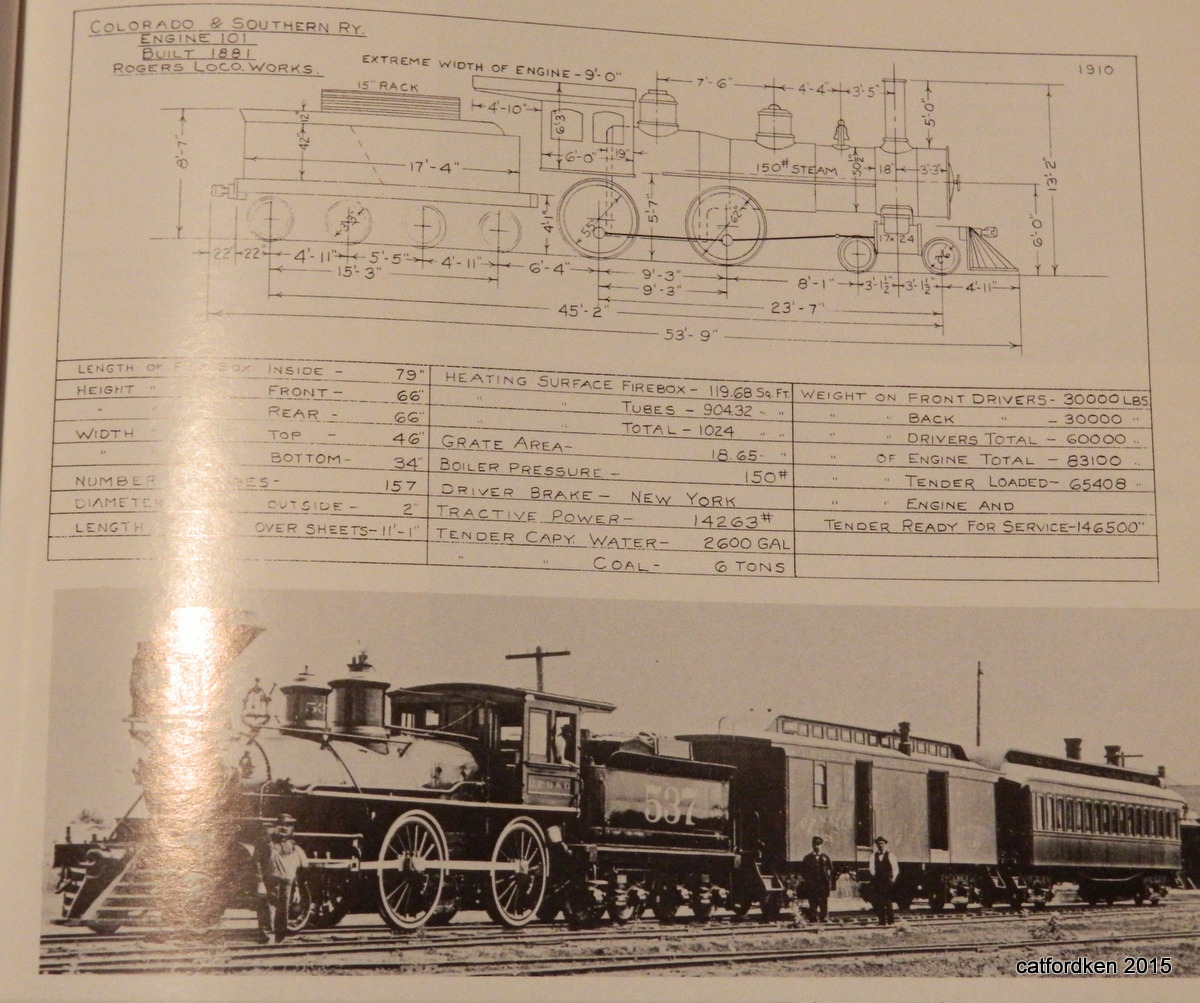 COLORADO & SOUTHERN RY.
ENGINE 101
BUILT 1881
ROGERS LOCO. WORKS.
1910
EXTREME WIDTH OF ENGINE - 9'-0"
15" RACK
7'-6"
4'-4"
3'-5"
5'-0"
4'-10"
6'3"
12"
42"
8'-7"
17'-4"
6'-0"
19"
150# STEAM
50½"
18"
3'-3"
13'-2"
6'-0"
4'-1"
5'-7"
62"
17x24
22"
22"
4'-11"
5'-5"
4'-11"
6'-4"
9'-3"
8'-1"
3'-½"
3'-½"
4'-11"
15'-3"
9'-3"
45'-2"
23'-7"
53'-9"
LENGTH OF BOX INSIDE - 79"
HEIGHT " FRONT - 66"
" REAR - 66"
WIDTH TOP - 46"
" BOTTOM - 34"
NUMBER 157
DIAMETER OUTSIDE - 2"
LENGTH OVER SHEETS - 11'-1"
HEATING SURFACE FIREBOX - 119.68 SQ. FT.
" " TUBES - 904.32 " "
" " TOTAL - 1024 " "
GRATE AREA - 18.65 - "
BOILER PRESSURE - 150#
DRIVER BRAKE - NEW YORK
TRACTIVE POWER - 14263#
TENDER CAPY. WATER - 2600 GAL
" " COAL - 6 TONS
WEIGHT ON FRONT DRIVERS - 30000 LBS
" " BACK " - 30000 "
" " DRIVERS TOTAL - 60000 "
" OF ENGINE TOTAL - 83100 "
" " TENDER LOADED - 65408 "
" " ENGINE AND
TENDER READY FOR SERVICE - 146500"
537
catfordken 2015